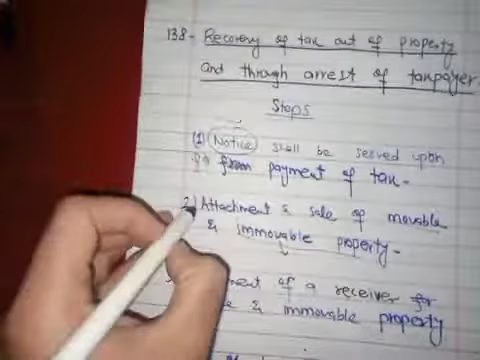 138- Recovery of tax out of property
and through arrest of taxpayer.
Steps
(1) Notice shall be served upon
payment of tax-
2) Attachment & sale of movable
& immovable property-
of a receiver for
& immovable property